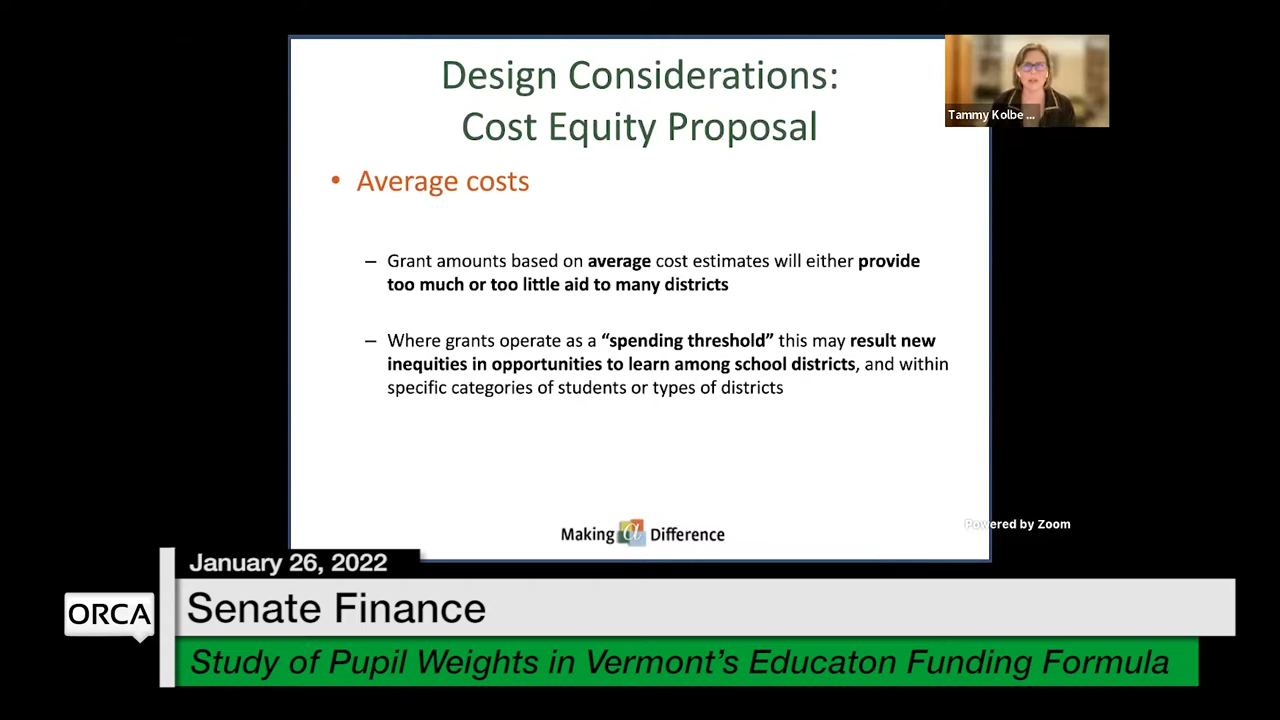 Design Considerations:
Cost Equity Proposal
• Average costs
– Grant amounts based on average cost estimates will either provide
too much or too little aid to many districts
– Where grants operate as a “spending threshold” this may result new
inequities in opportunities to learn among school districts, and within
specific categories of students or types of districts
Making a Difference
Tammy Kolbe ...
Powered by Zoom
January 26, 2022
ORCA
Senate Finance
Study of Pupil Weights in Vermont’s Educaton Funding Formula